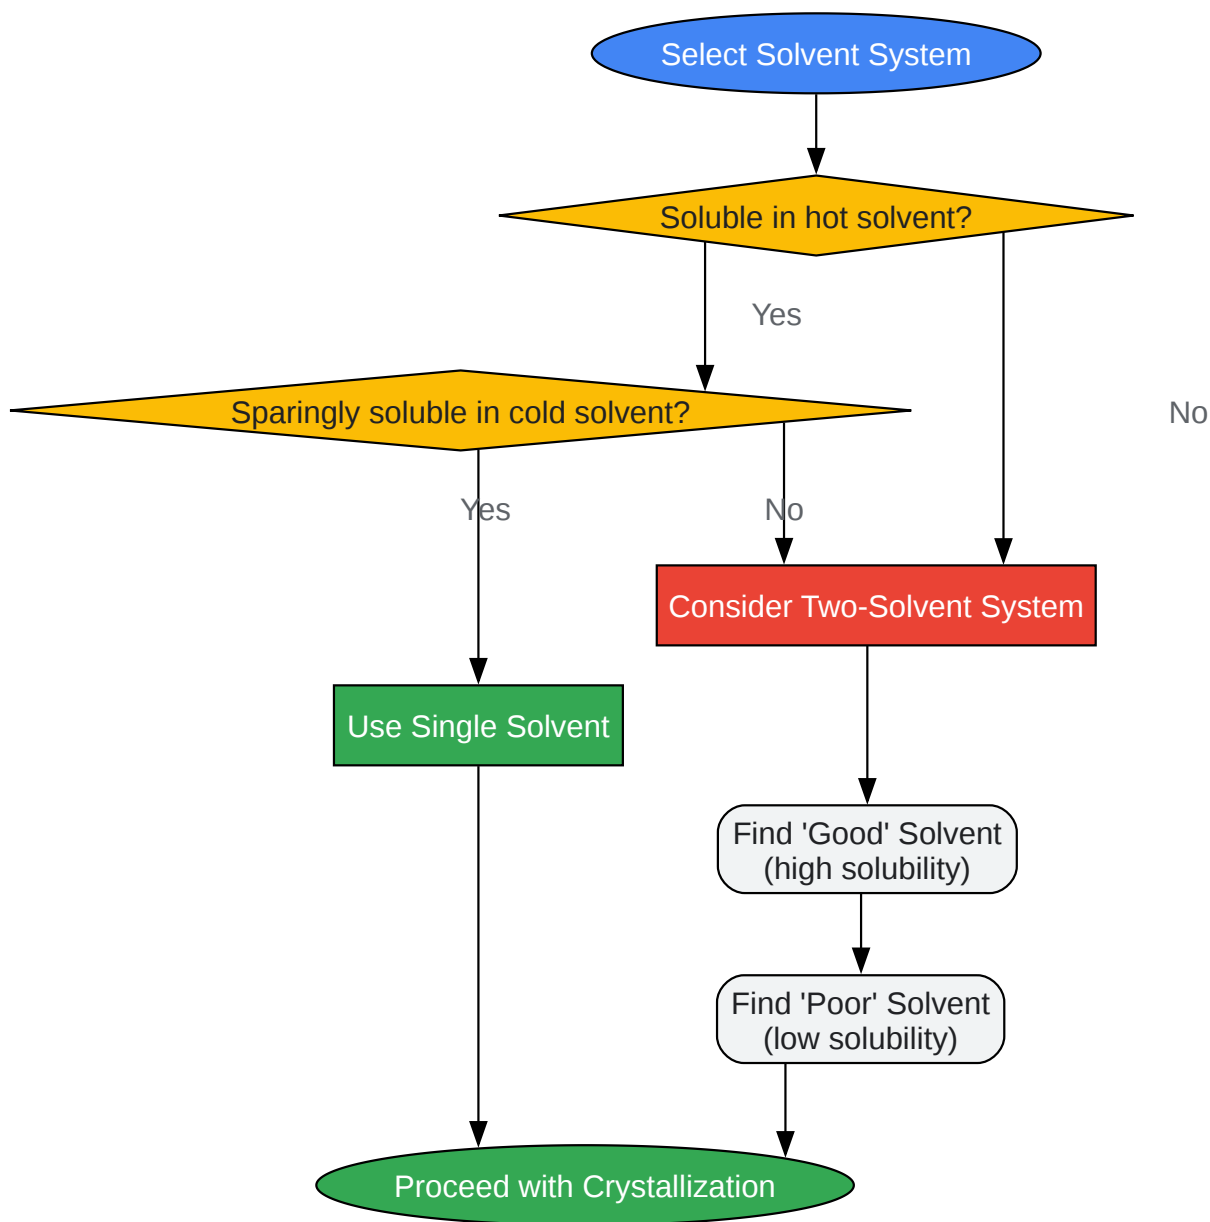 Select Solvent System
Soluble in hot solvent?
Yes
Sparingly soluble in cold solvent?
No
Yes
No
Consider Two-Solvent System
Use Single Solvent
Find 'Good' Solvent
(high solubility)
Find 'Poor' Solvent
(low solubility)
Proceed with Crystallization